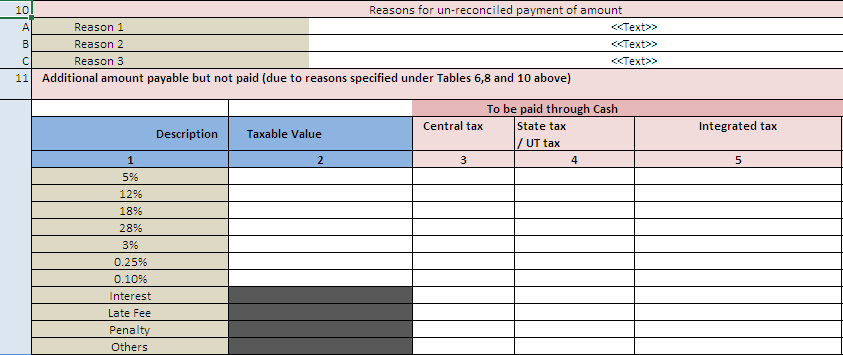 10 Reasons for un-reconciled payment of amount
A Reason 1 <<Text>>
B Reason 2 <<Text>>
C Reason 3 <<Text>>
11 Additional amount payable but not paid (due to reasons specified under Tables 6,8 and 10 above)
To be paid through Cash
Description Taxable Value Central tax State tax Integrated tax
/ UT tax
1 2 3 4 5
5%
12%
18%
28%
3%
0.25%
0.10%
Interest
Late Fee
Penalty
Others